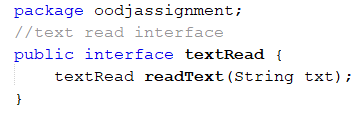 package oodjassignment;
//text read interface
public interface textRead {
    textRead readText(String txt);
}